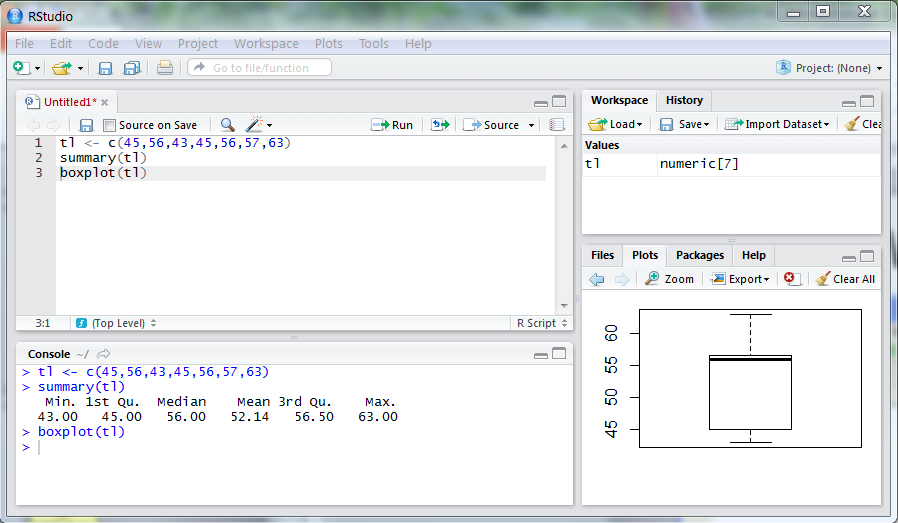 RStudio
File Edit Code View Project Workspace Plots Tools Help
Go to file/function Project: (None)
Untitled1*
Source on Save Run Source
1 tl <- c(45,56,43,45,56,57,63)
2 summary(tl)
3 boxplot(tl)
3:1 (Top Level) R Script
Console ~/
> tl <- c(45,56,43,45,56,57,63)
> summary(tl)
Min. 1st Qu. Median Mean 3rd Qu. Max.
43.00 45.00 56.00 52.14 56.50 63.00
> boxplot(tl)
>
Workspace History
Load Save Import Dataset Clea
Values
tl numeric[7]
Files Plots Packages Help
Zoom Export Clear All
60
55
50
45